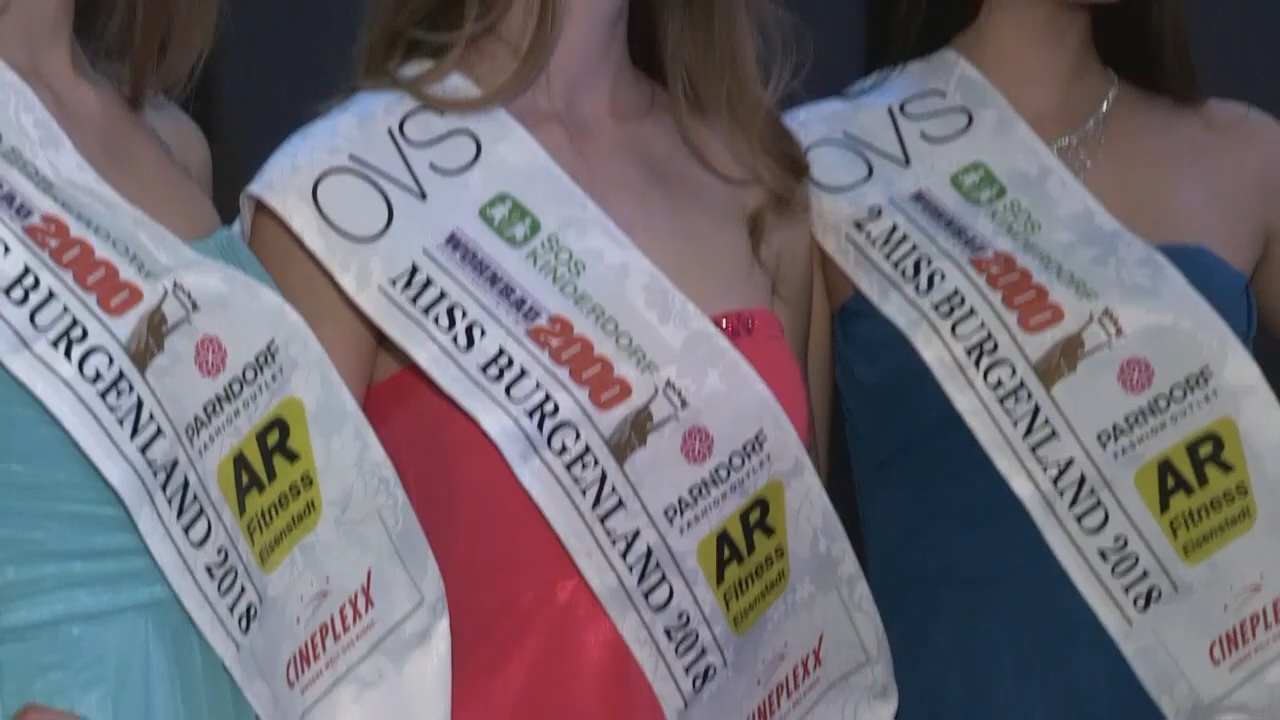 SOS KINDERDORF
2000
BURGENLAND 2018
PARNDORF
FASHION OUTLET
AR
Fitness
Eisenstadt
CINEPLEXX
OVS
SOS
KINDERDORF
WOHNBAU 2000
MISS BURGENLAND 2018
PARNDORF
FASHION OUTLET
AR
Fitness
Eisenstadt
CINEPLEXX
OVS
SOS
KINDERDORF
WOHNBAU 2000
2.MISS BURGENLAND 2018
PARNDORF
FASHION OUTLET
AR
Fitness
Eisenstadt